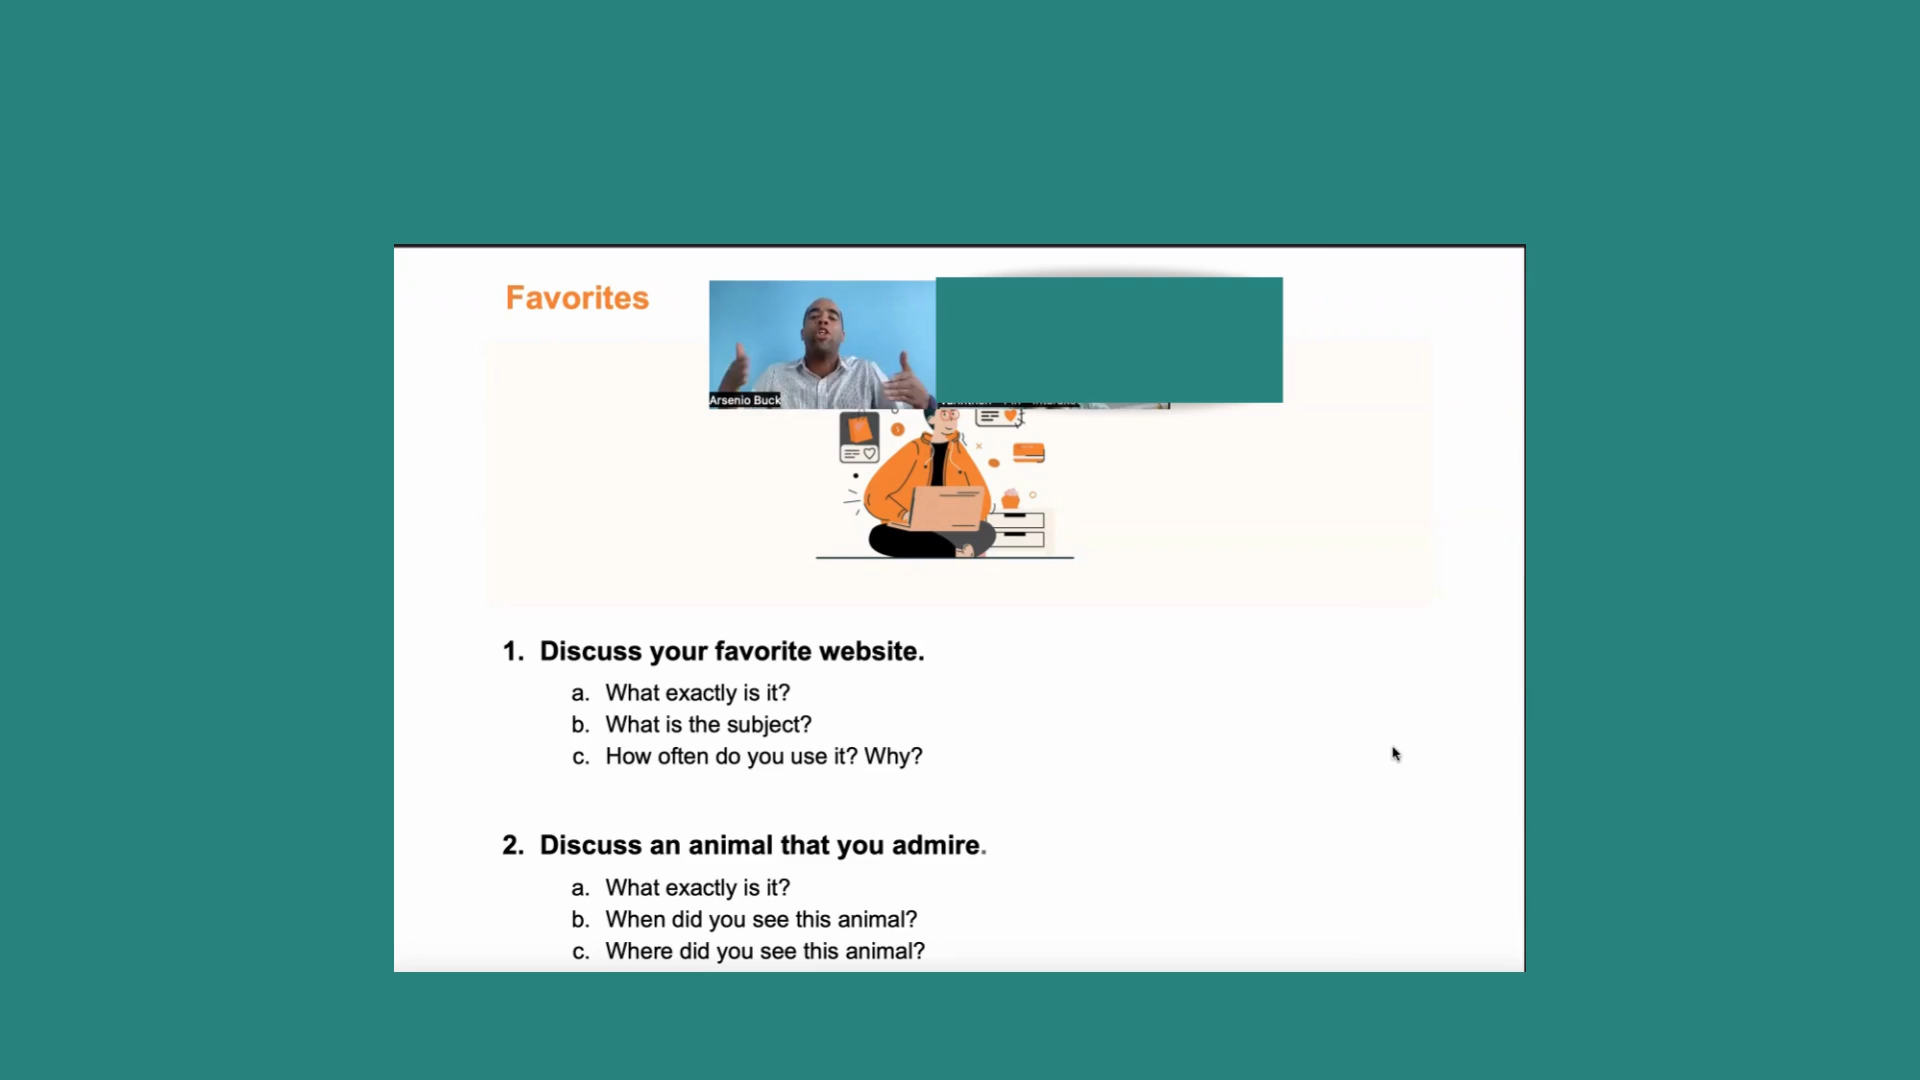 Favorites
Arsenio Buck
1. Discuss your favorite website.
a. What exactly is it?
b. What is the subject?
c. How often do you use it? Why?
2. Discuss an animal that you admire.
a. What exactly is it?
b. When did you see this animal?
c. Where did you see this animal?